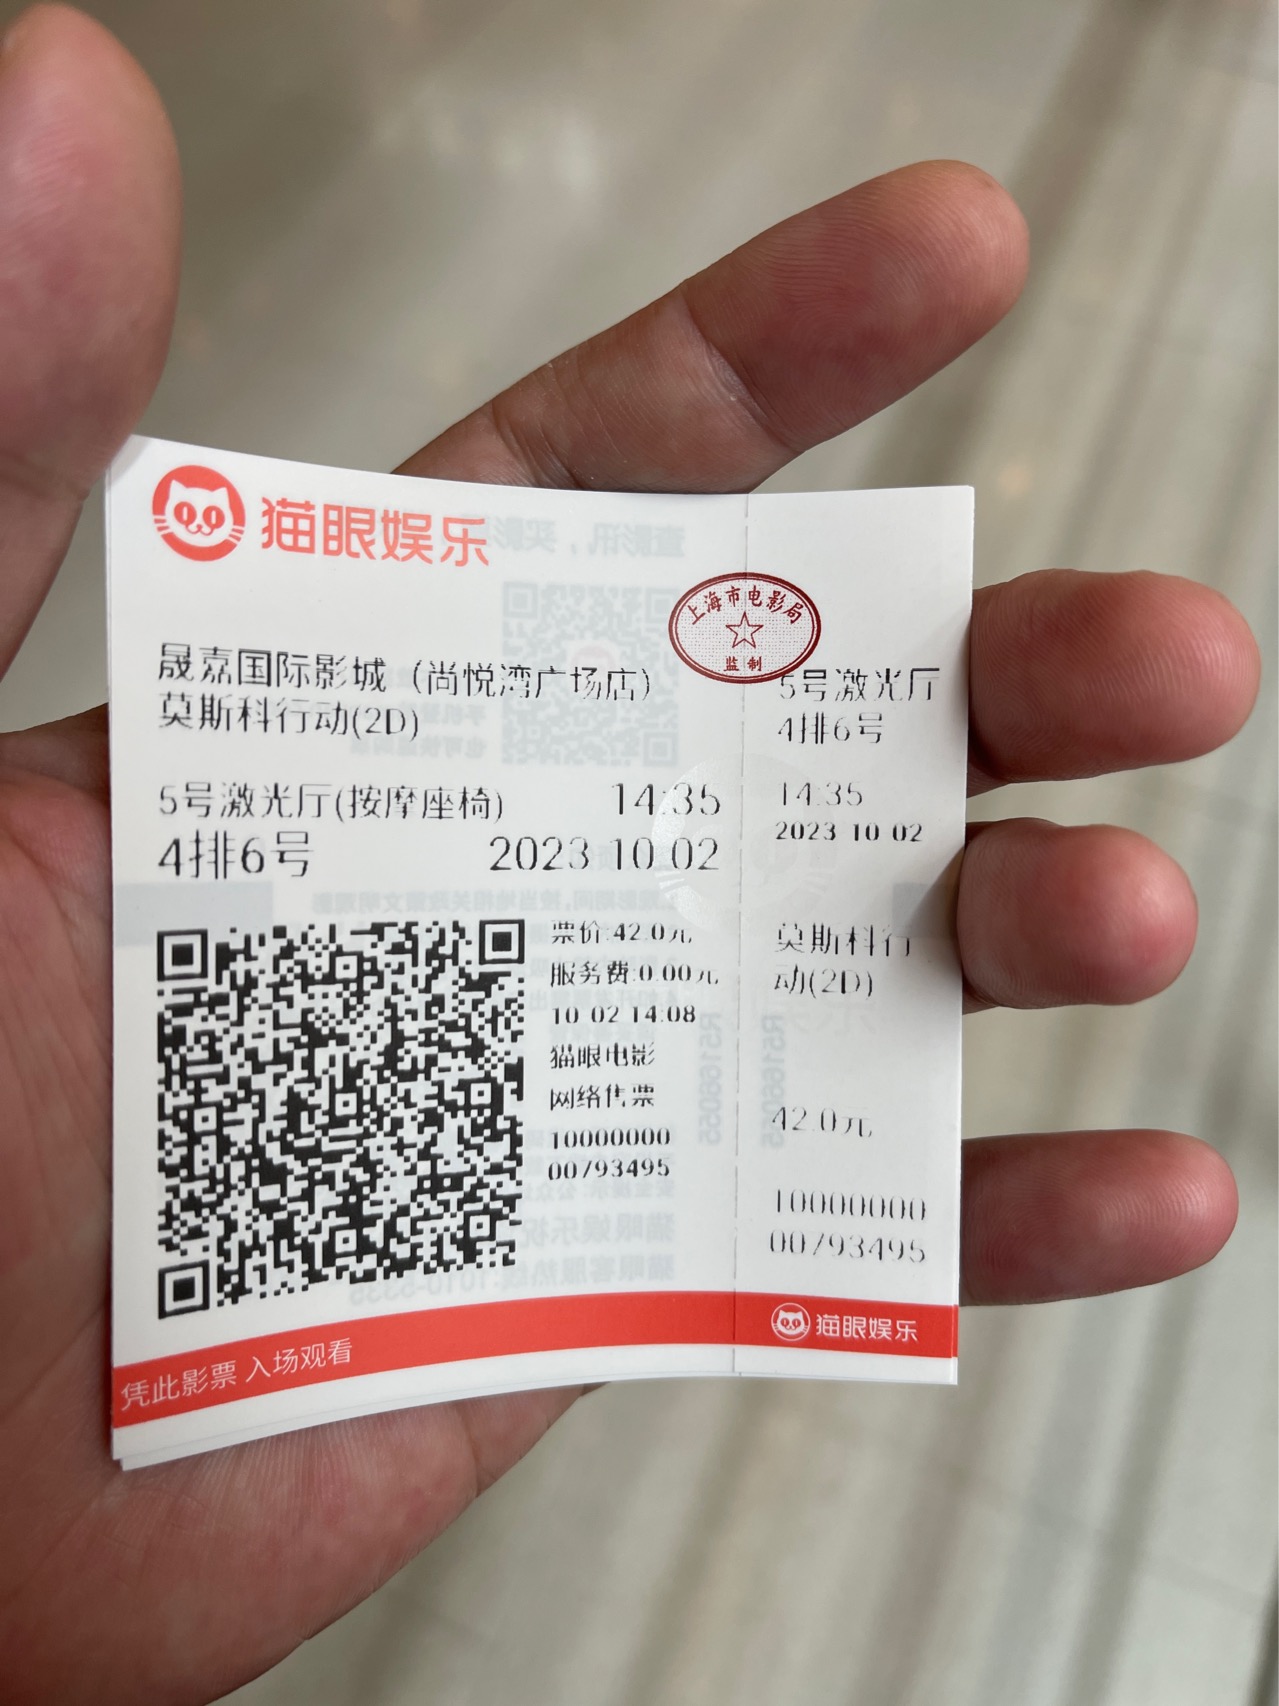 猫眼娱乐
上海市电影局
监制
晟嘉国际影城（尚悦湾广场店）
莫斯科行动(2D)
5号激光厅(按摩座椅) 14:35
4排6号 2023 10 02
票价:42.0元
服务费:0.00元
10 02 14:08
猫眼电影
网络售票
10000000
00793495
凭此影票 入场观看
5号激光厅
4排6号
14:35
2023 10 02
莫斯科行
动(2D)
42.0元
10000000
00793495
猫眼娱乐